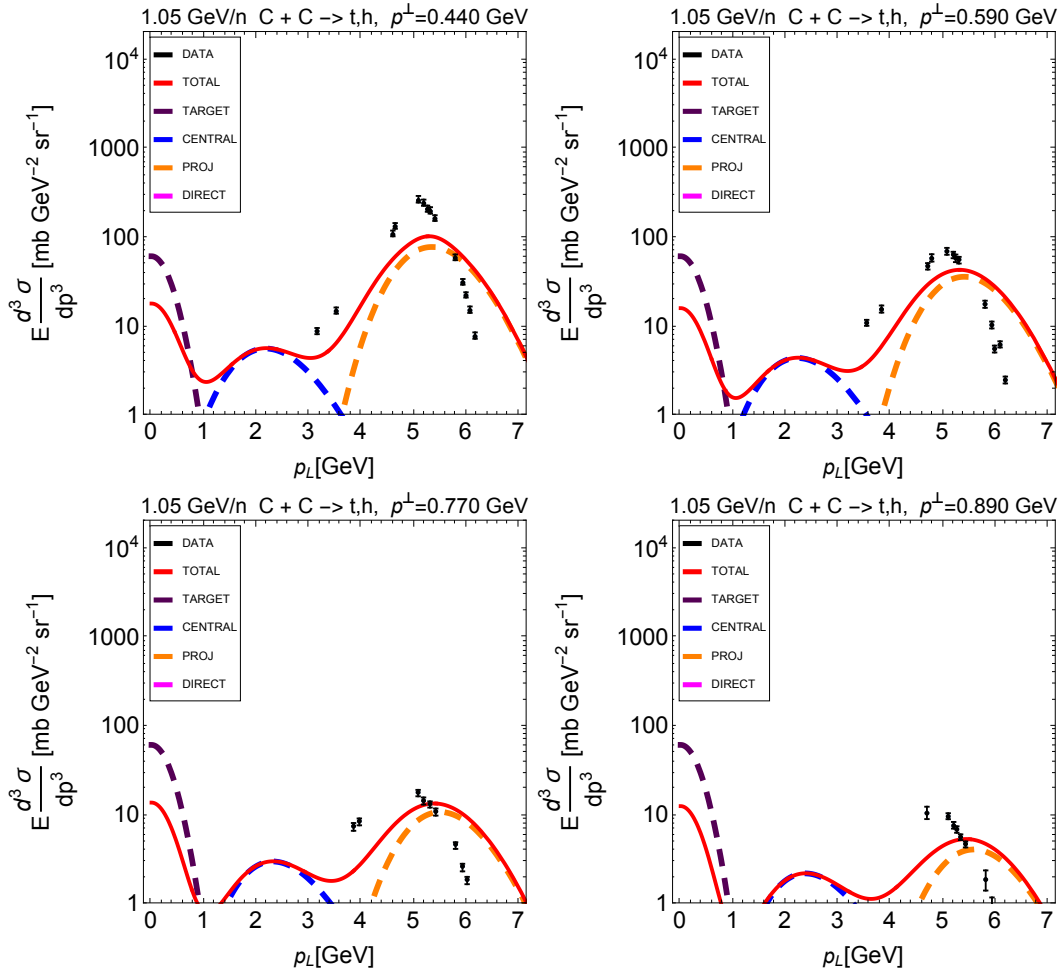 1.05 GeV/n C + C -> t,h, p⊥=0.440 GeV
10⁴
1000
100
10
1
E d³ σ / dp³ [mb GeV⁻² sr⁻¹]
DATA
TOTAL
TARGET
CENTRAL
PROJ
DIRECT
0 1 2 3 4 5 6 7
p_L[GeV]
1.05 GeV/n C + C -> t,h, p⊥=0.590 GeV
10⁴
1000
100
10
1
E d³ σ / dp³ [mb GeV⁻² sr⁻¹]
DATA
TOTAL
TARGET
CENTRAL
PROJ
DIRECT
0 1 2 3 4 5 6 7
p_L[GeV]
1.05 GeV/n C + C -> t,h, p⊥=0.770 GeV
10⁴
1000
100
10
1
E d³ σ / dp³ [mb GeV⁻² sr⁻¹]
DATA
TOTAL
TARGET
CENTRAL
PROJ
DIRECT
0 1 2 3 4 5 6 7
p_L[GeV]
1.05 GeV/n C + C -> t,h, p⊥=0.890 GeV
10⁴
1000
100
10
1
E d³ σ / dp³ [mb GeV⁻² sr⁻¹]
DATA
TOTAL
TARGET
CENTRAL
PROJ
DIRECT
0 1 2 3 4 5 6 7
p_L[GeV]